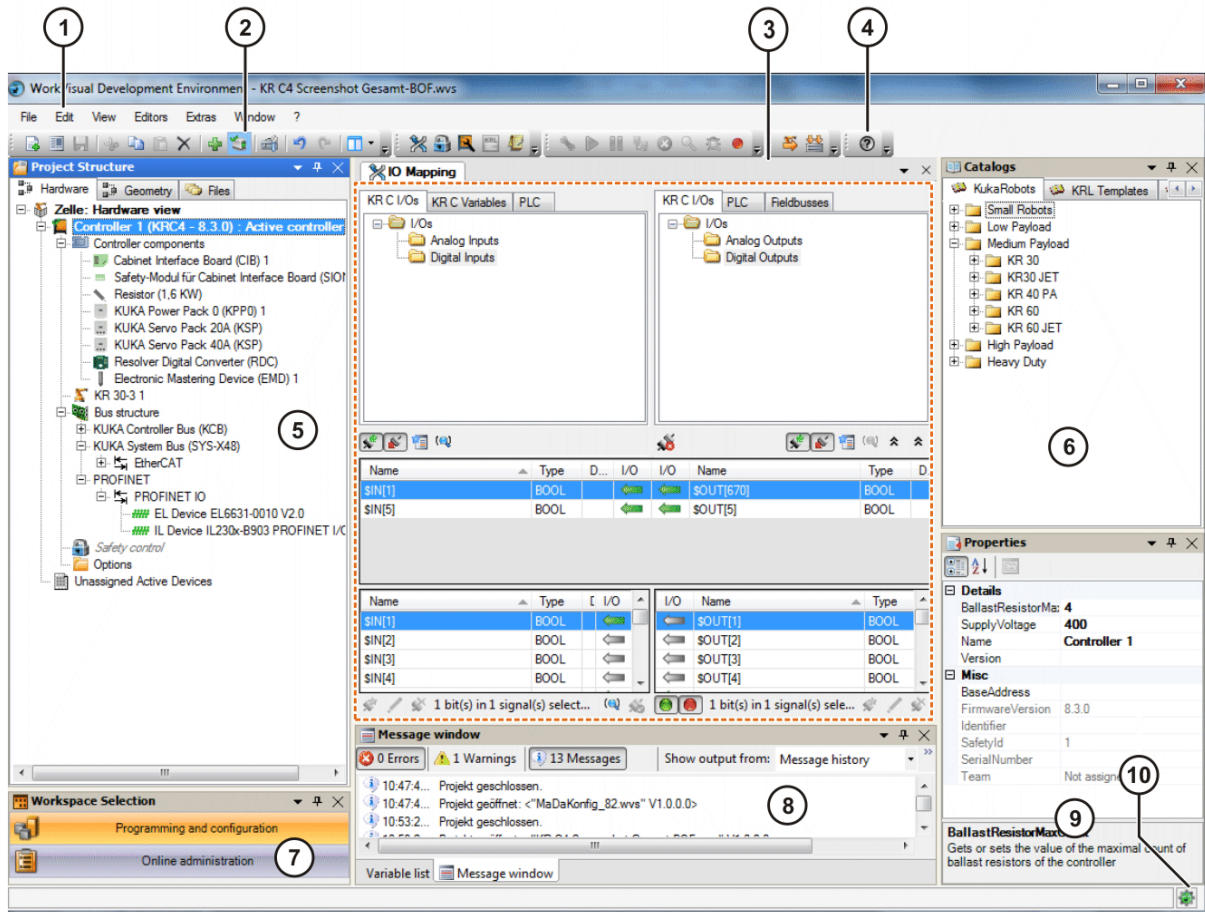 1
2
3
4
WorkVisual Development Environment - KR C4 Screenshot Gesamt-BOF.wvs
File Edit View Editors Extras Window ?
Project Structure
Hardware Geometry Files
Zelle: Hardware view
Controller 1 (KRC4 - 8.3.0) : Active controller
Controller components
Cabinet Interface Board (CIB) 1
Safety-Modul für Cabinet Interface Board (SION
Resistor (1,6 KW)
KUKA Power Pack 0 (KPP0) 1
KUKA Servo Pack 20A (KSP)
KUKA Servo Pack 40A (KSP)
Resolver Digital Converter (RDC)
Electronic Mastering Device (EMD) 1
KR 30-3 1
Bus structure
KUKA Controller Bus (KCB)
KUKA System Bus (SYS-X48)
EtherCAT
PROFINET
PROFINET IO
EL Device EL6631-0010 V2.0
IL Device IL230x-B903 PROFINET I/O
Safety control
Options
Unassigned Active Devices
5
Workspace Selection
Programming and configuration
Online administration
7
IO Mapping
KR C I/Os KR C Variables PLC
I/Os
Analog Inputs
Digital Inputs
KR C I/Os PLC Fieldbusses
I/Os
Analog Outputs
Digital Outputs
Name Type D... I/O I/O Name Type D
$IN[1] BOOL $OUT[670] BOOL
$IN[5] BOOL $OUT[5] BOOL
Name Type I/O I/O Name Type
$IN[1] BOOL $OUT[1] BOOL
$IN[2] BOOL $OUT[2] BOOL
$IN[3] BOOL $OUT[3] BOOL
$IN[4] BOOL $OUT[4] BOOL
1 bit(s) in 1 signal(s) select... 1 bit(s) in 1 signal(s) sele...
Message window
0 Errors 1 Warnings 13 Messages Show output from: Message history
10:47:4... Projekt geschlossen.
10:47:4... Projekt geöffnet: <"MaDaKonfig_82.wvs" V1.0.0.0>
10:53:2... Projekt geschlossen.
8
Variable list Message window
Catalogs
KukaRobots KRL Templates
Small Robots
Low Payload
Medium Payload
KR 30
KR30 JET
KR 40 PA
KR 60
KR 60 JET
High Payload
Heavy Duty
6
Properties
Details
BallastResistorMa: 4
SupplyVoltage 400
Name Controller 1
Version
Misc
BaseAddress
FirmwareVersion 8.3.0
Identifier
SafetyId 1
SerialNumber
Team Not assigne
10
9
BallastResistorMax
Gets or sets the value of the maximal count of
ballast resistors of the controller